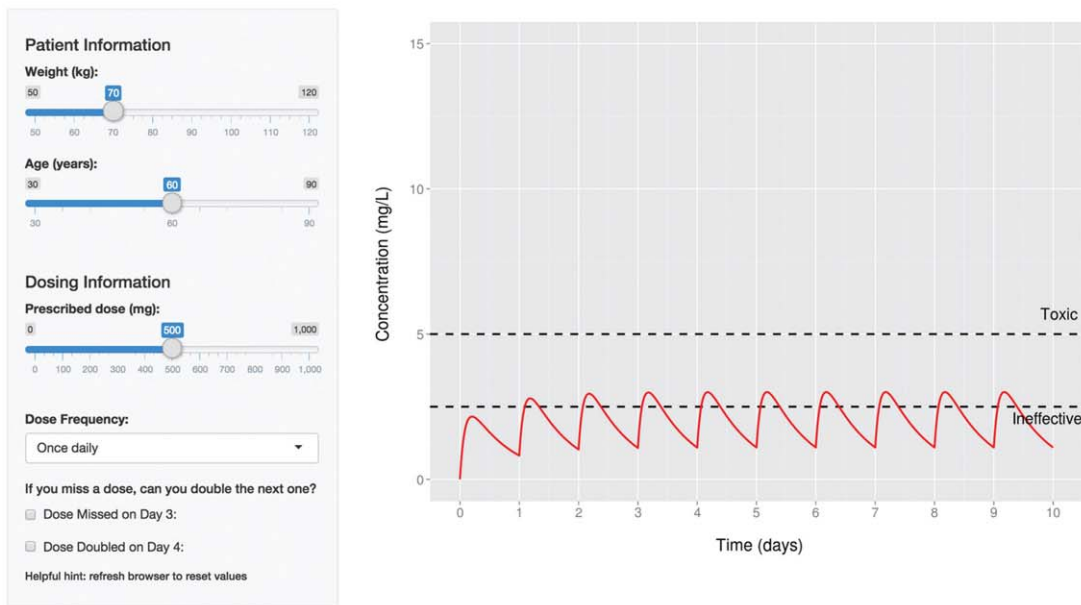 Patient Information
Weight (kg):
50 70 120
50 60 70 80 90 100 110 120
Age (years):
30 60 90
30 60 90
Dosing Information
Prescribed dose (mg):
0 500 1,000
0 100 200 300 400 500 600 700 800 900 1,000
Dose Frequency:
Once daily
If you miss a dose, can you double the next one?
Dose Missed on Day 3:
Dose Doubled on Day 4:
Helpful hint: refresh browser to reset values
Concentration (mg/L)
15
10
5
0
Toxic
Ineffective
0 1 2 3 4 5 6 7 8 9 10
Time (days)